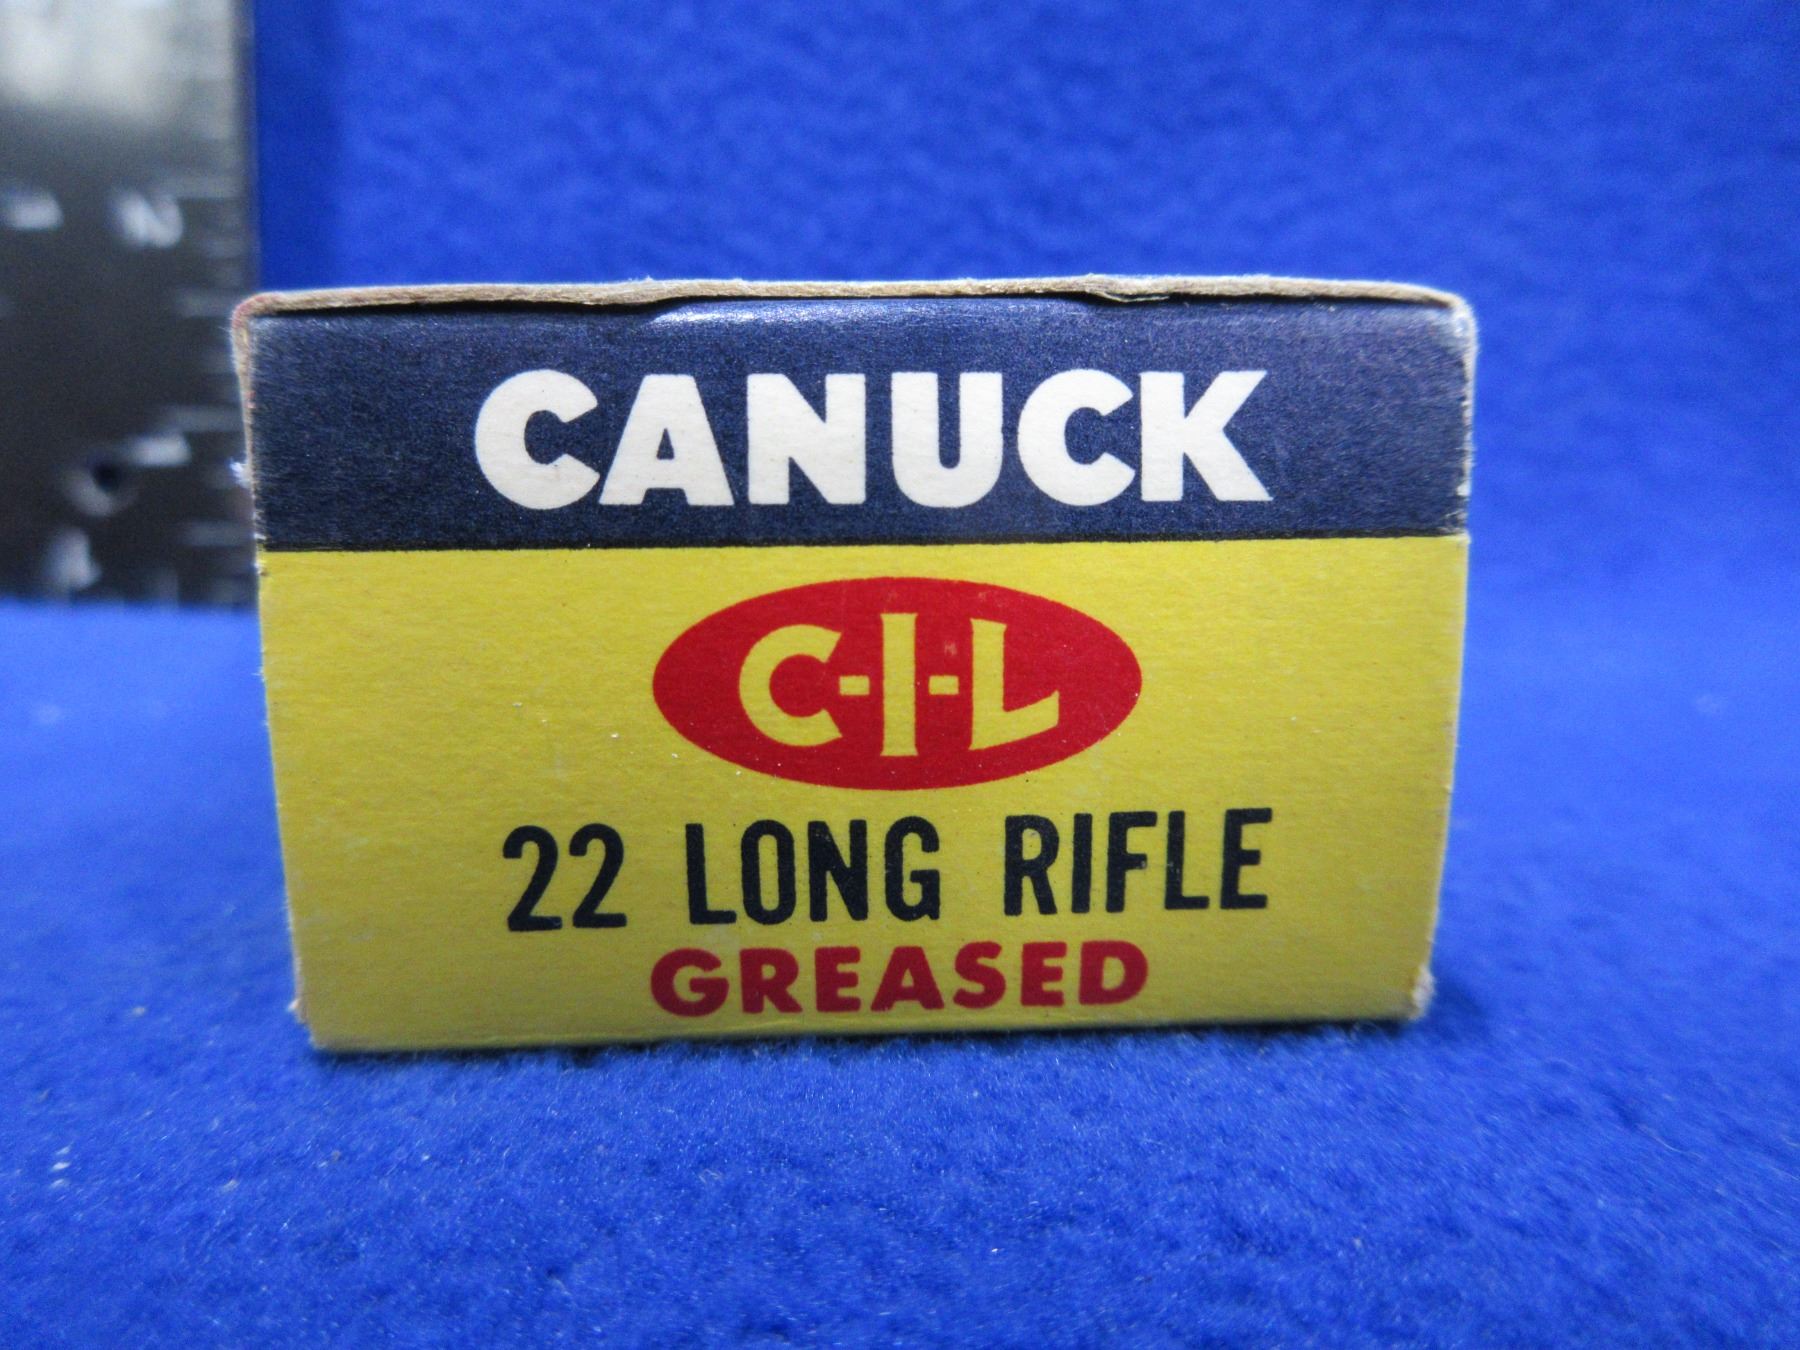 CANUCK
C-I-L
22 LONG RIFLE
GREASED